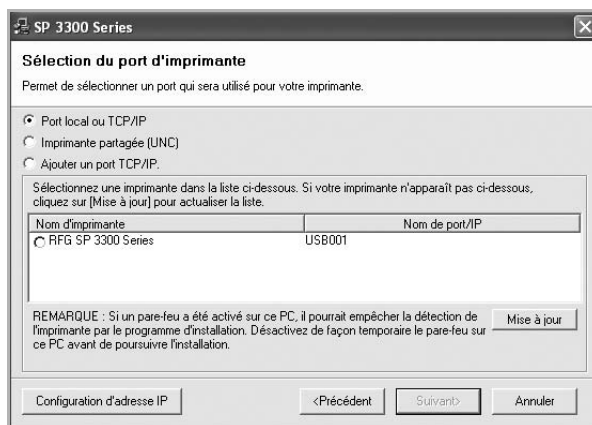 SP 3300 Series
Sélection du port d'imprimante
Permet de sélectionner un port qui sera utilisé pour votre imprimante.
Port local ou TCP/IP
Imprimante partagée (UNC)
Ajouter un port TCP/IP.
Sélectionnez une imprimante dans la liste ci-dessous. Si votre imprimante n'apparaît pas ci-dessous,
cliquez sur [Mise à jour] pour actualiser la liste.
Nom d'imprimante Nom de port/IP
RFG SP 3300 Series USB001
REMARQUE : Si un pare-feu a été activé sur ce PC, il pourrait empêcher la détection de
l'imprimante par le programme d'installation. Désactivez de façon temporaire le pare-feu sur
ce PC avant de poursuivre l'installation.
Mise à jour
Configuration d'adresse IP <Précédent Suivant> Annuler